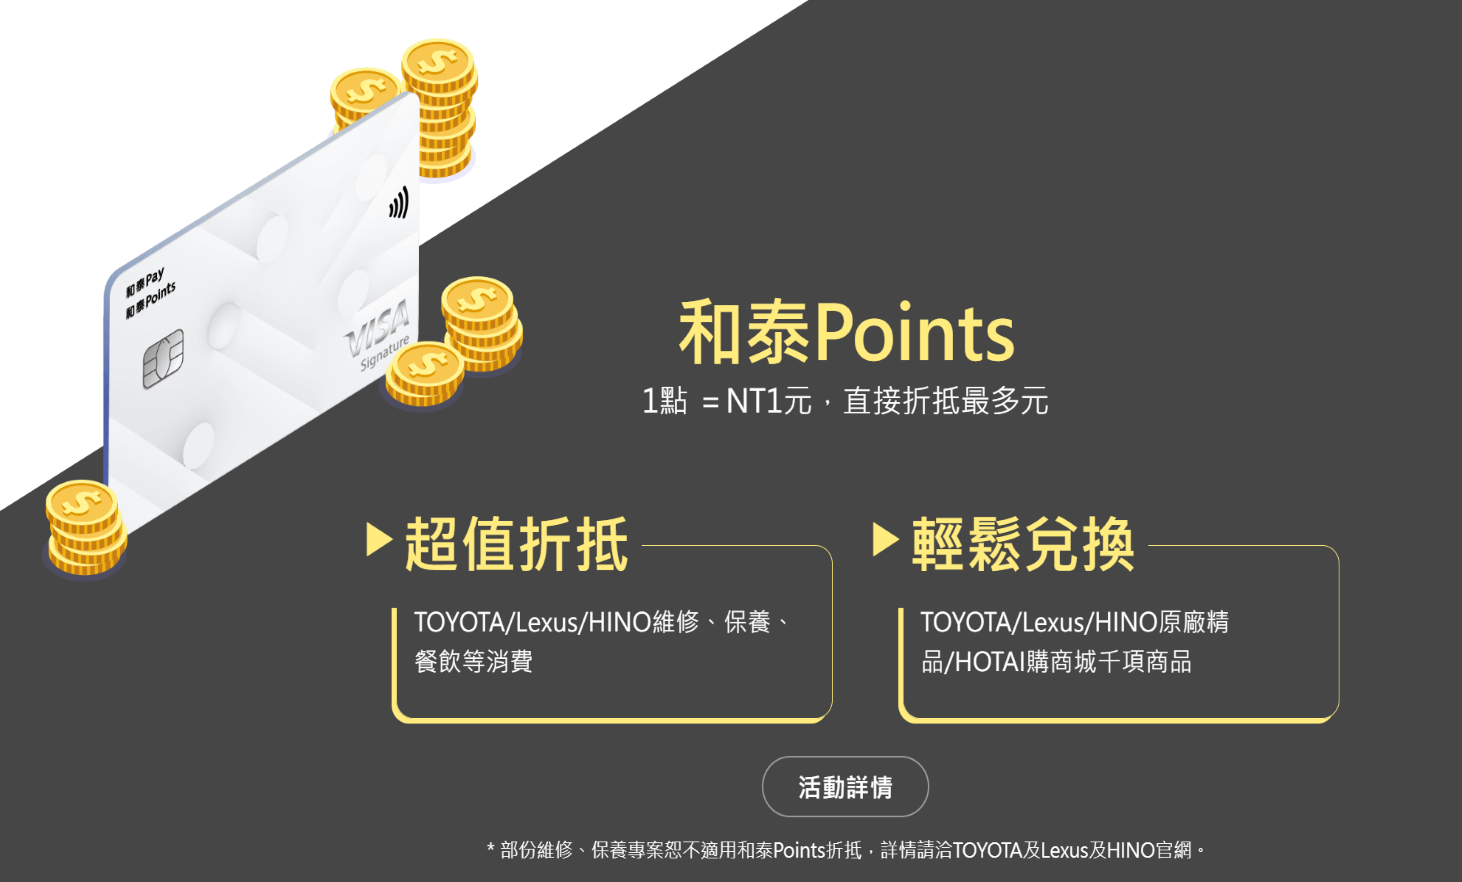 和泰Pay
和泰Points
VISA
Signature
和泰Points
1點 = NT1元，直接折抵最多元
超值折抵
TOYOTA/Lexus/HINO維修、保養、
餐飲等消費
輕鬆兌換
TOYOTA/Lexus/HINO原廠精
品/HOTAI購商城千項商品
活動詳情
* 部份維修、保養專案恕不適用和泰Points折抵，詳情請洽TOYOTA及Lexus及HINO官網。